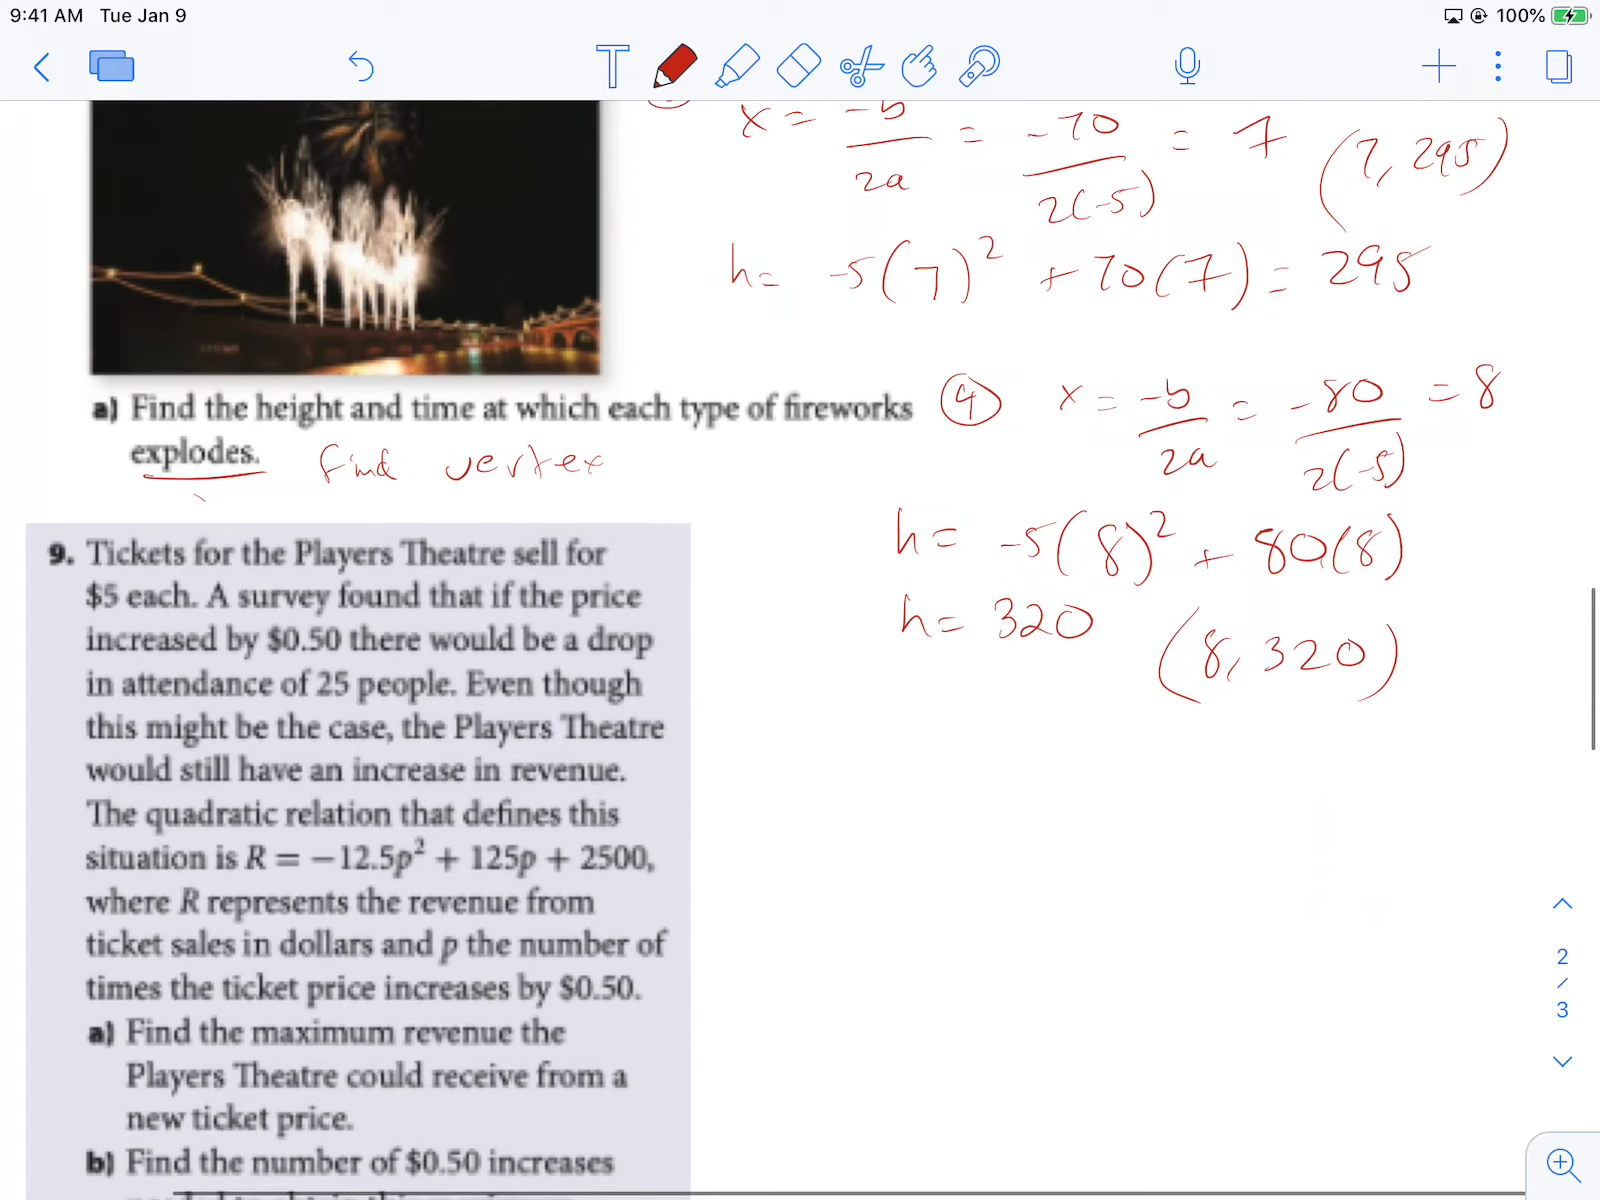 9:41 AM Tue Jan 9
100%
x = -b/2a = -70/2(-5) = 7 (7, 295)
h = -5(7)² + 70(7) = 295
a) Find the height and time at which each type of fireworks
explodes. find vertex
④ x = -b/2a = -80/2(-5) = 8
h = -5(8)² + 80(8)
h = 320 (8, 320)
9. Tickets for the Players Theatre sell for
$5 each. A survey found that if the price
increased by $0.50 there would be a drop
in attendance of 25 people. Even though
this might be the case, the Players Theatre
would still have an increase in revenue.
The quadratic relation that defines this
situation is R = −12.5p² + 125p + 2500,
where R represents the revenue from
ticket sales in dollars and p the number of
times the ticket price increases by $0.50.
a) Find the maximum revenue the
Players Theatre could receive from a
new ticket price.
b) Find the number of $0.50 increases
2
/
3